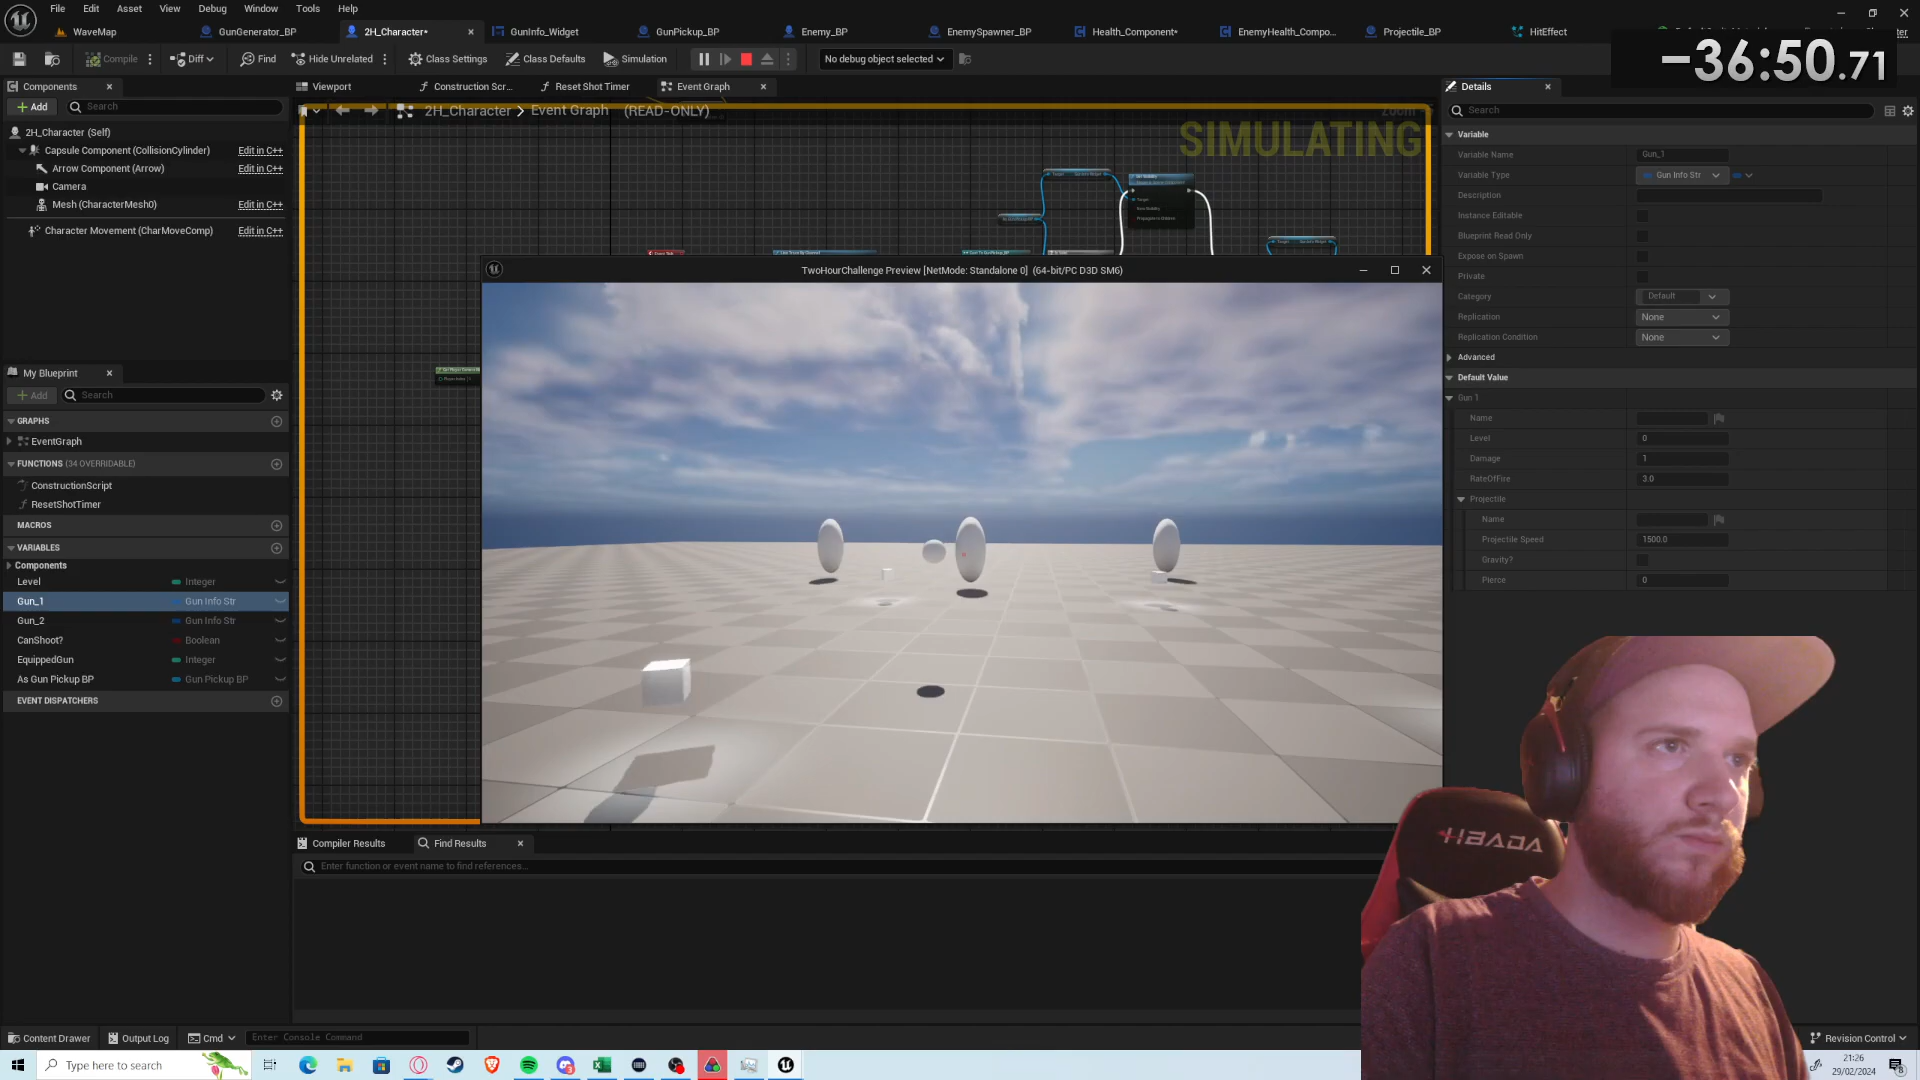 File Edit Asset View Debug Window Tools Help
WaveMap GunGenerator_BP 2H_Character* GunInfo_Widget GunPickup_BP Enemy_BP EnemySpawner_BP Health_Component* EnemyHealth_Compo... Projectile_BP HitEffect
-36:50.71
Compile Diff Find Hide Unrelated Class Settings Class Defaults Simulation No debug object selected
Components
Add Search
2H_Character (Self)
Capsule Component (CollisionCylinder) Edit in C++
Arrow Component (Arrow) Edit in C++
Camera
Mesh (CharacterMesh0) Edit in C++
Character Movement (CharMoveComp) Edit in C++
My Blueprint
Add Search
GRAPHS
EventGraph
FUNCTIONS (34 OVERRIDABLE)
ConstructionScript
ResetShotTimer
MACROS
VARIABLES
Components
Level Integer
Gun_1 Gun Info Str
Gun_2 Gun Info Str
CanShoot? Boolean
EquippedGun Integer
As Gun Pickup BP Gun Pickup BP
EVENT DISPATCHERS
Viewport Construction Scr... Reset Shot Timer Event Graph
2H_Character > Event Graph (READ-ONLY) Zoom
SIMULATING
TwoHourChallenge Preview [NetMode: Standalone 0] (64-bit/PC D3D SM6)
Compiler Results Find Results
Enter function or event name to find references...
Details
Search
Variable
Variable Name Gun_1
Variable Type Gun Info Str
Description
Instance Editable
Blueprint Read Only
Expose on Spawn
Private
Category Default
Replication None
Replication Condition None
Advanced
Default Value
Gun 1
Name
Level 0
Damage 1
RateOfFire 3.0
Projectile
Name
Projectile Speed 1500.0
Gravity?
Pierce 0
HBADA
Content Drawer Output Log Cmd Enter Console Command Revision Control
Type here to search
21:26
29/02/2024